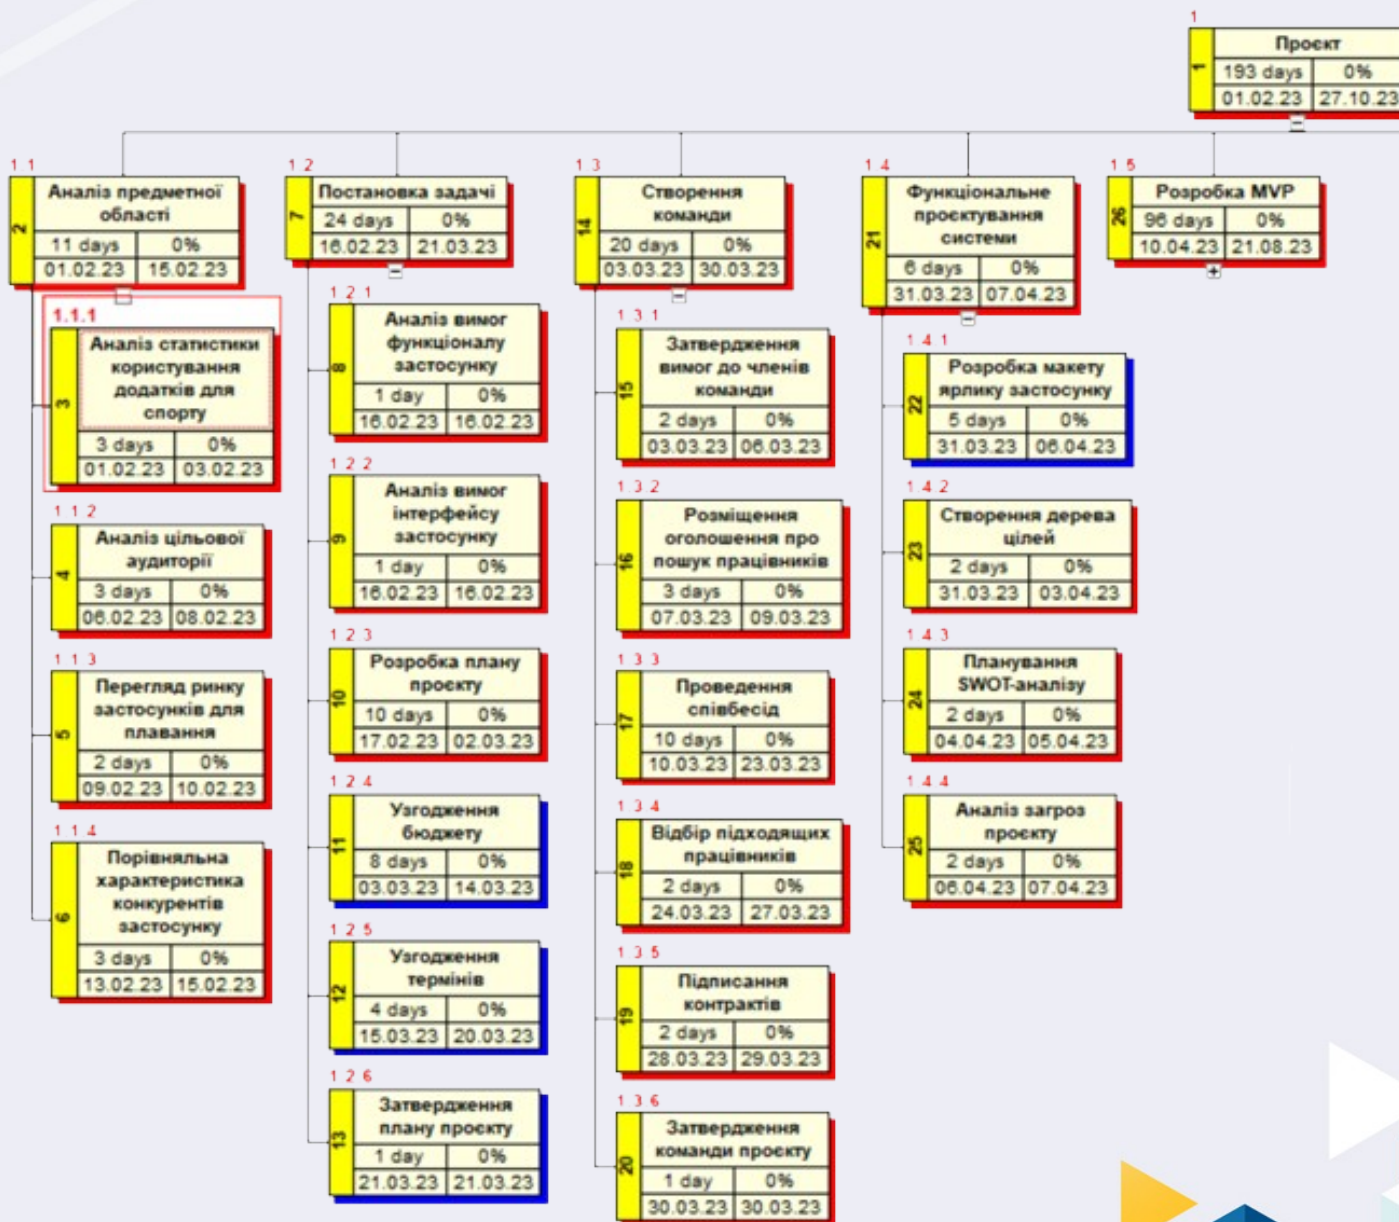 1
Проєкт
1
193 days 0%
01.02.23 27.10.23
1 1
Аналіз предметної
області
2
11 days 0%
01.02.23 15.02.23
1.1.1
Аналіз статистики
користування
додатків для
спорту
3
3 days 0%
01.02.23 03.02.23
1 1 2
Аналіз цільової
аудиторії
4
3 days 0%
06.02.23 08.02.23
1 1 3
Перегляд ринку
застосунків для
плавання
5
2 days 0%
09.02.23 10.02.23
1 1 4
Порівняльна
характеристика
конкурентів
застосунку
6
3 days 0%
13.02.23 15.02.23
1 2
Постановка задачі
7
24 days 0%
16.02.23 21.03.23
1 2 1
Аналіз вимог
функціоналу
застосунку
8
1 day 0%
16.02.23 16.02.23
1 2 2
Аналіз вимог
інтерфейсу
застосунку
9
1 day 0%
16.02.23 16.02.23
1 2 3
Розробка плану
проєкту
10
10 days 0%
17.02.23 02.03.23
1 2 4
Узгодження
бюджету
11
8 days 0%
03.03.23 14.03.23
1 2 5
Узгодження
термінів
12
4 days 0%
15.03.23 20.03.23
1 2 6
Затвердження
плану проєкту
13
1 day 0%
21.03.23 21.03.23
1 3
Створення
команди
14
20 days 0%
03.03.23 30.03.23
1 3 1
Затвердження
вимог до членів
команди
15
2 days 0%
03.03.23 06.03.23
1 3 2
Розміщення
оголошення про
пошук працівників
16
3 days 0%
07.03.23 09.03.23
1 3 3
Проведення
співбесід
17
10 days 0%
10.03.23 23.03.23
1 3 4
Відбір підходящих
працівників
18
2 days 0%
24.03.23 27.03.23
1 3 5
Підписання
контрактів
19
2 days 0%
28.03.23 29.03.23
1 3 6
Затвердження
команди проєкту
20
1 day 0%
30.03.23 30.03.23
1 4
Функціональне
проєктування
системи
21
6 days 0%
31.03.23 07.04.23
1 4 1
Розробка макету
ярлику застосунку
22
5 days 0%
31.03.23 06.04.23
1 4 2
Створення дерева
цілей
23
2 days 0%
31.03.23 03.04.23
1 4 3
Планування
SWOT-аналізу
24
2 days 0%
04.04.23 05.04.23
1 4 4
Аналіз загроз
проєкту
25
2 days 0%
06.04.23 07.04.23
1 5
Розробка MVP
26
96 days 0%
10.04.23 21.08.23